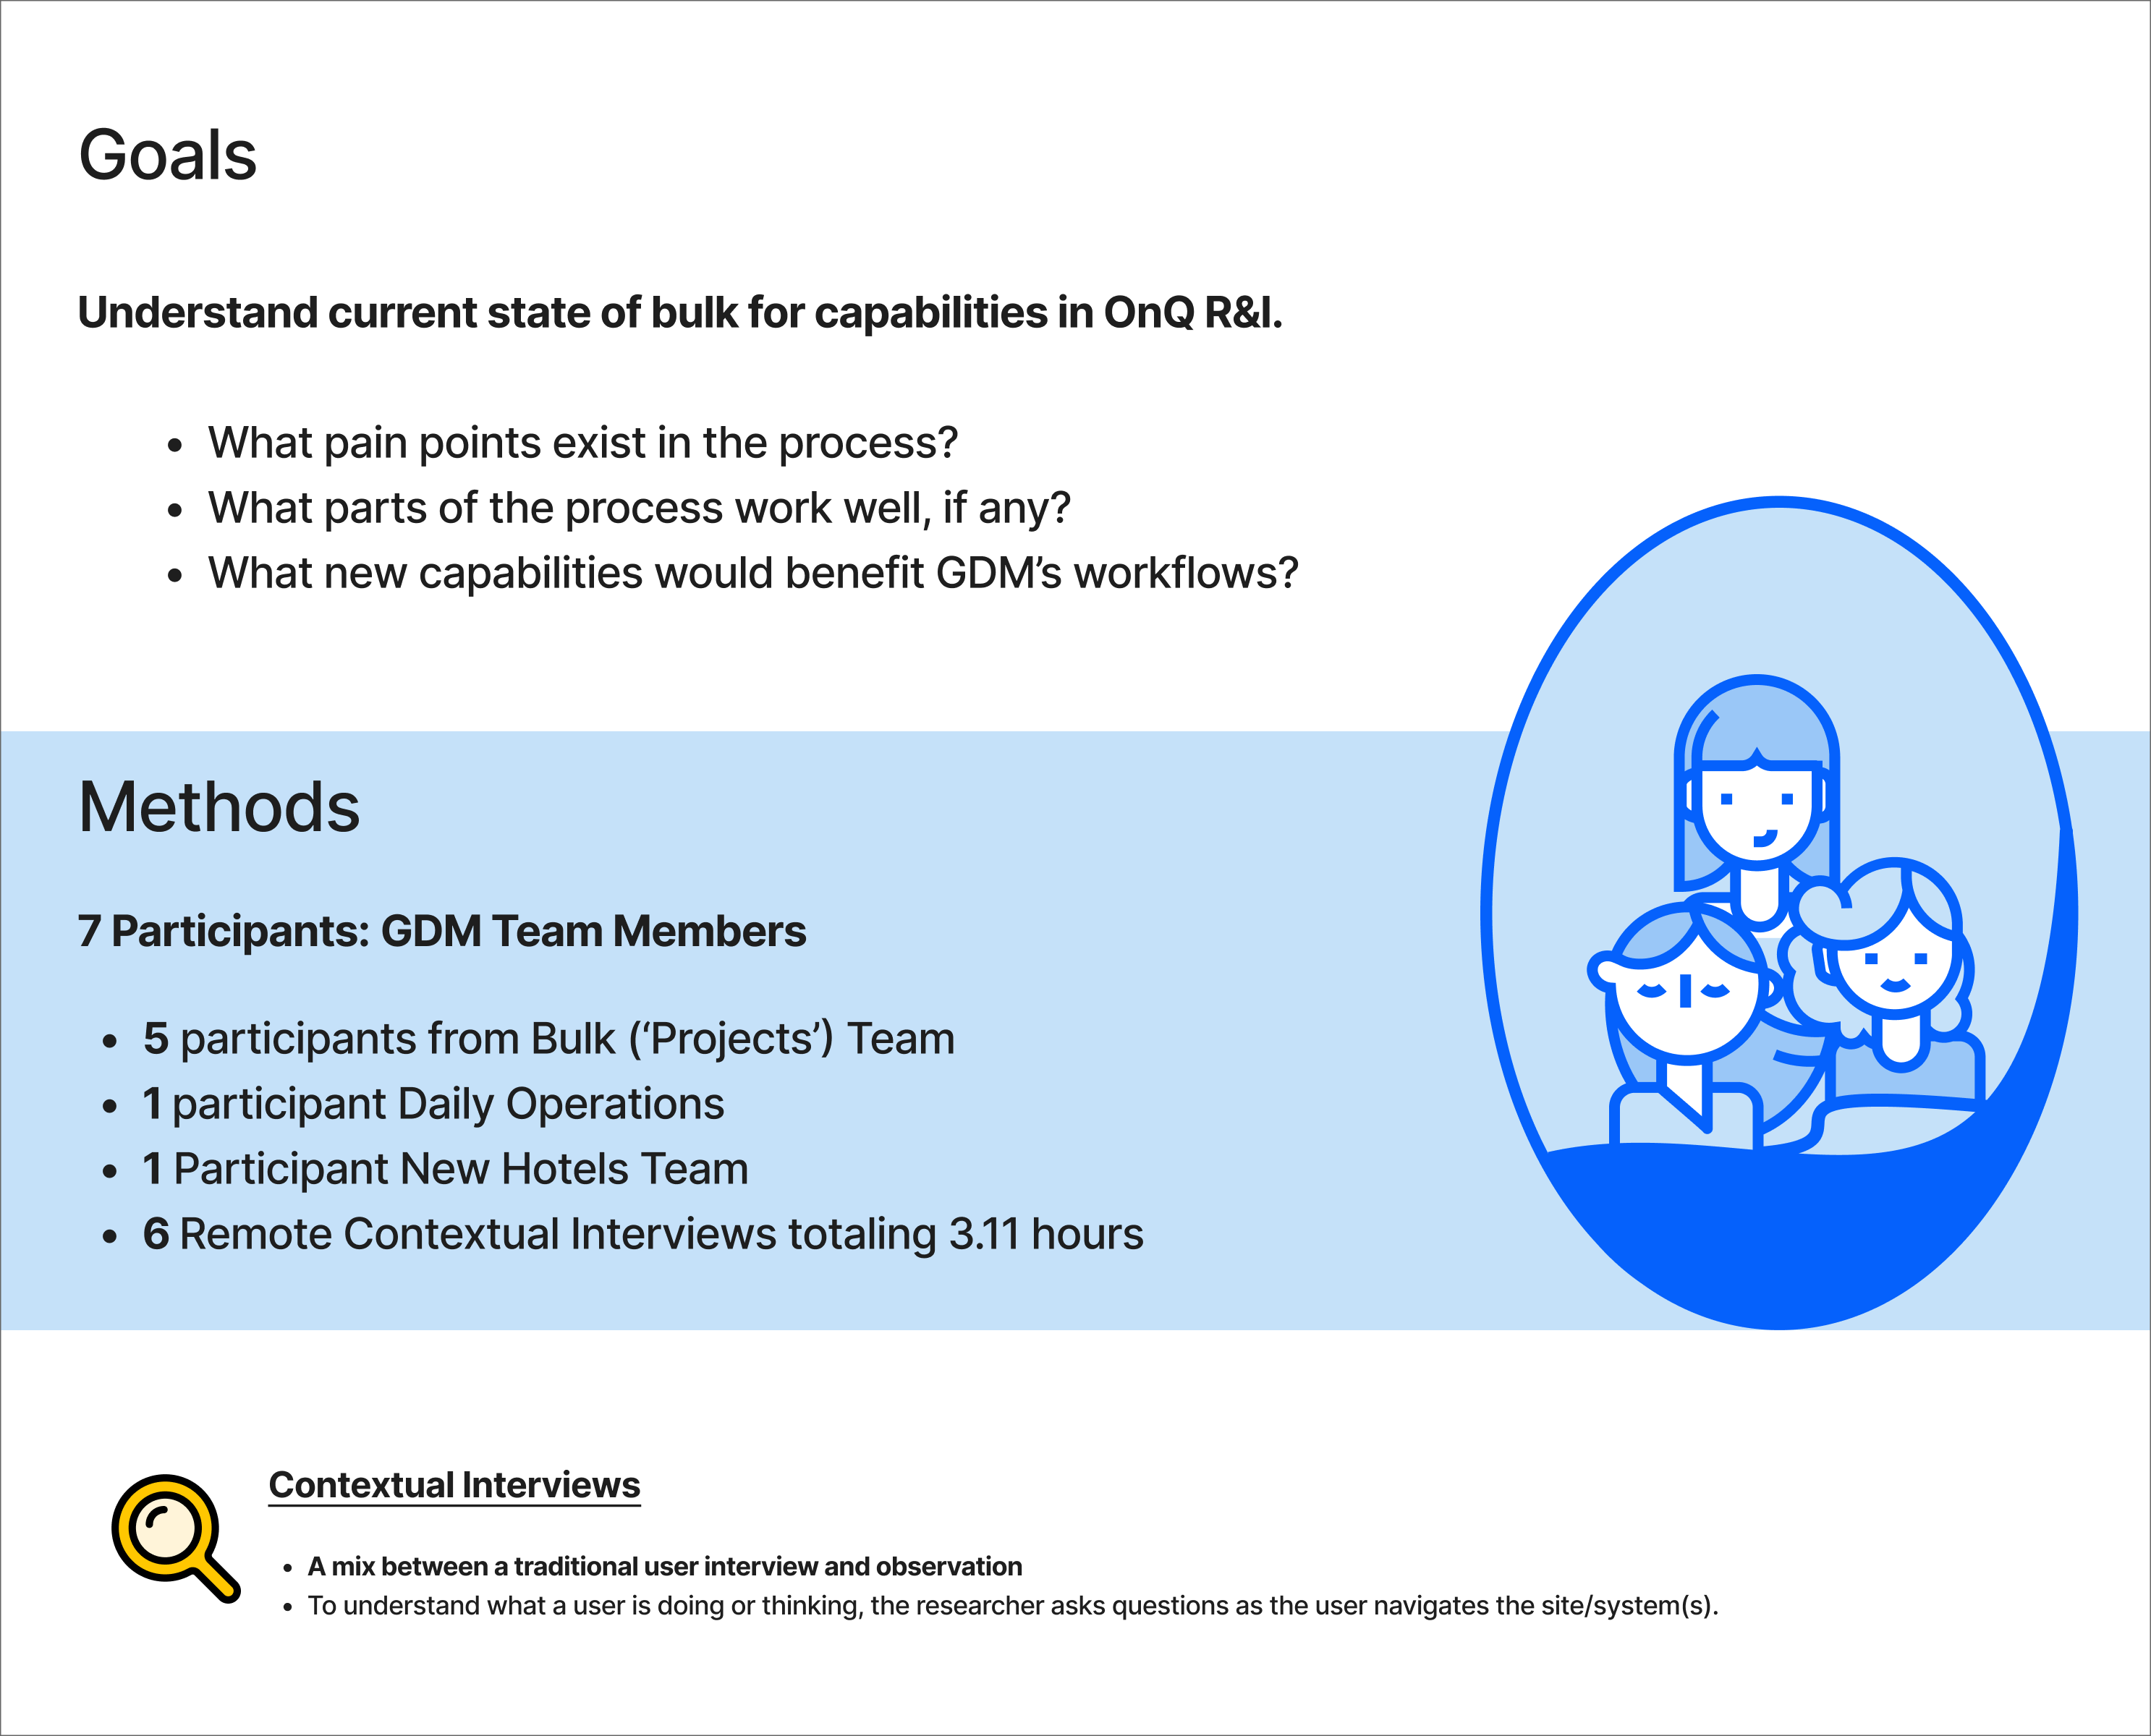 Goals
Understand current state of bulk for capabilities in OnQ R&I.
• What pain points exist in the process?
• What parts of the process work well, if any?
• What new capabilities would benefit GDM’s workflows?
Methods
7 Participants: GDM Team Members
• 5 participants from Bulk (‘Projects’) Team
• 1 participant Daily Operations
• 1 Participant New Hotels Team
• 6 Remote Contextual Interviews totaling 3.11 hours
Contextual Interviews
• A mix between a traditional user interview and observation
• To understand what a user is doing or thinking, the researcher asks questions as the user navigates the site/system(s).